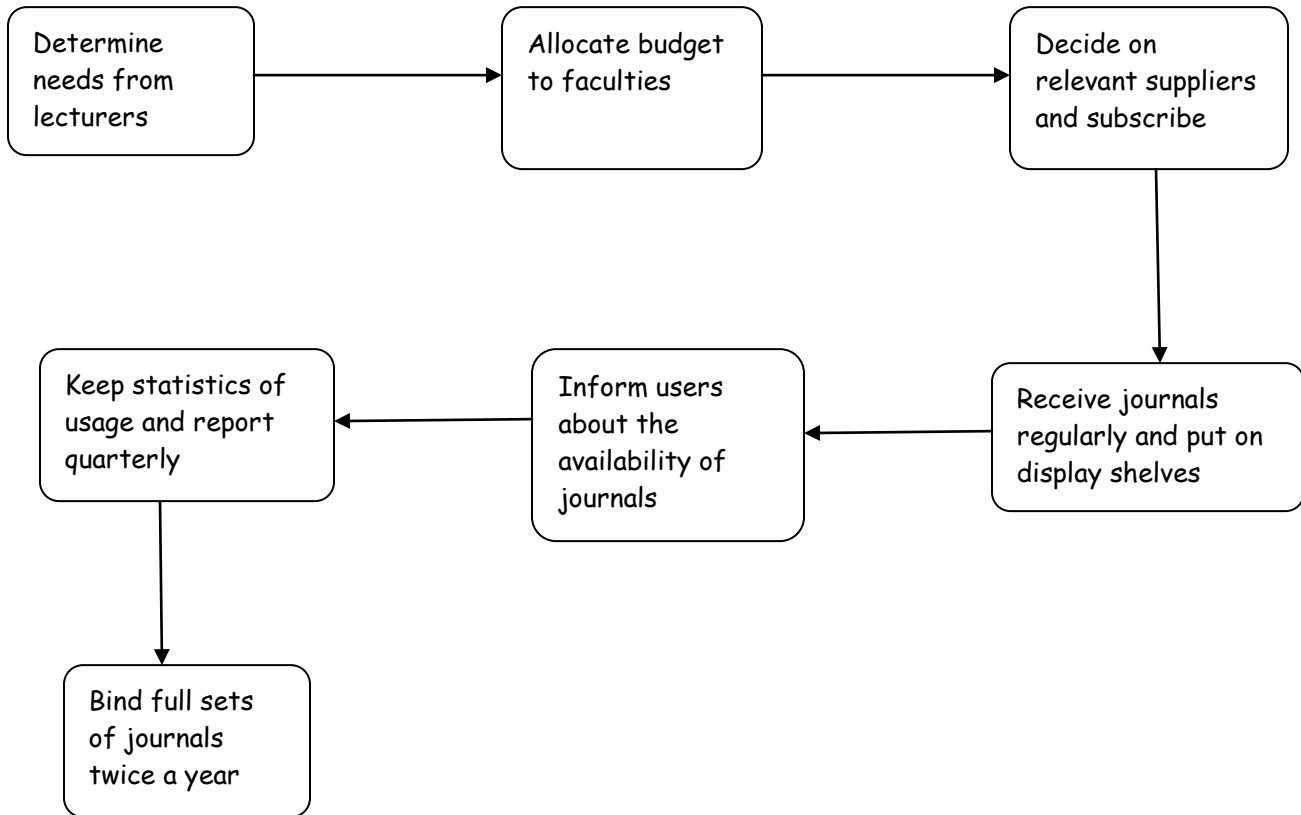 Determine
needs from
lecturers
Allocate budget
to faculties
Decide on
relevant suppliers
and subscribe
Receive journals
regularly and put on
display shelves
Inform users
about the
availability of
journals
Keep statistics of
usage and report
quarterly
Bind full sets
of journals
twice a year